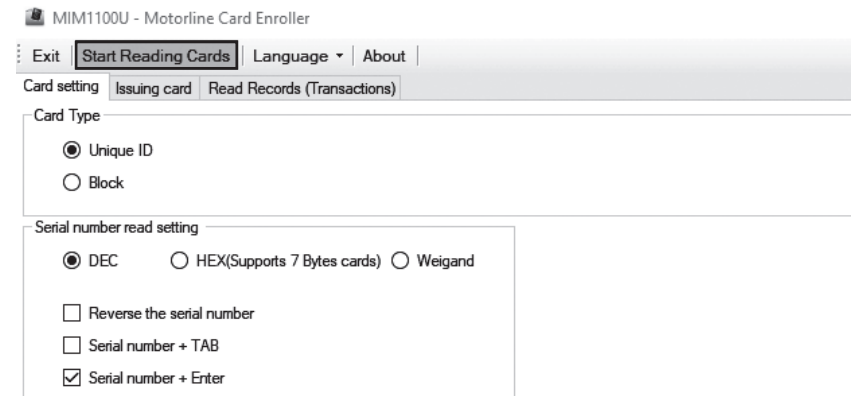 MIM1100U - Motorline Card Enroller
Exit Start Reading Cards Language About
Card setting Issuing card Read Records (Transactions)
Card Type
Unique ID
Block
Serial number read setting
DEC HEX(Supports 7 Bytes cards) Weigand
Reverse the serial number
Serial number + TAB
Serial number + Enter